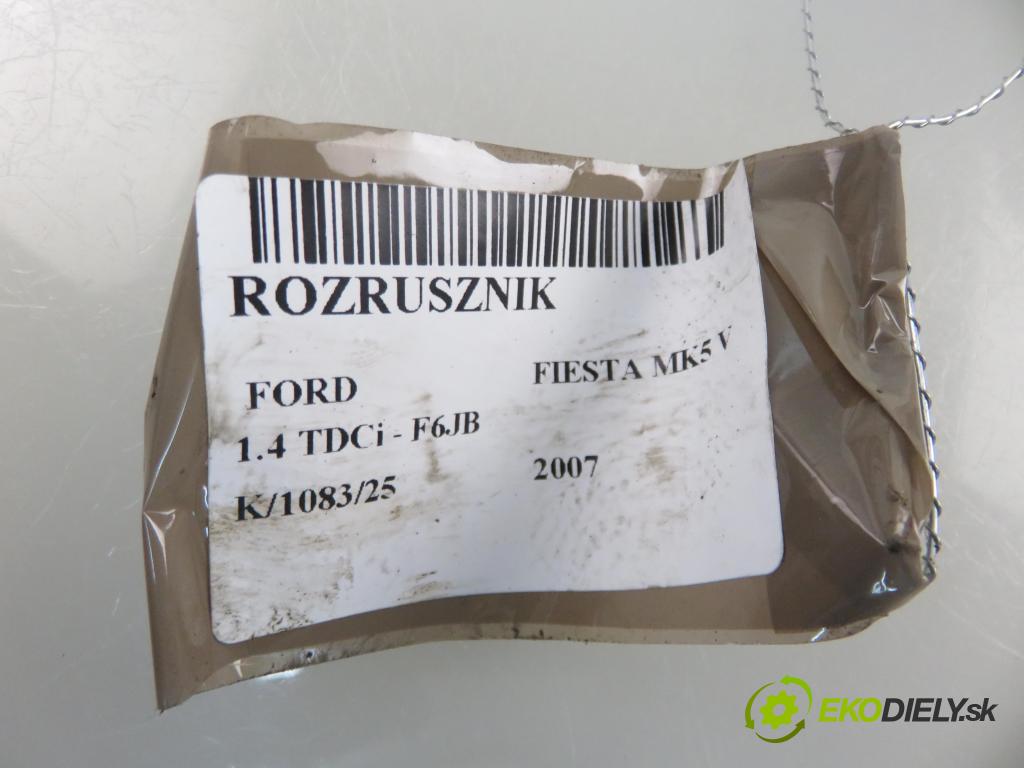 ROZRUSZNIK
FORD FIESTA MK5 V
1.4 TDCi - F6JB
K/1083/25 2007
EKODIELY.sk